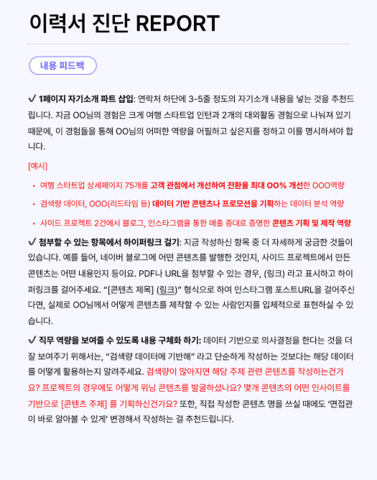 이력서 진단 REPORT
내용 피드백
✓ 1페이지 자기소개 파트 삽입: 연락처 하단에 3-5줄 정도의 자기소개 내용을 넣는 것을 추천드
립니다. 지금 OO님의 경험은 크게 여행 스타트업 인턴과 2개의 대외활동 경험으로 나눠져 있기
때문에, 이 경험들을 통해 OO님의 어떠한 역량을 어필하고 싶은지를 정하고 이를 명시하셔야 합
니다.
[예시]
• 여행 스타트업 상세페이지 75개를 고객 관점에서 개선하여 전환율 최대 OO% 개선한 OOO역량
• 검색량 데이터, OOO(리드타임 등) 데이터 기반 콘텐츠나 프로모션을 기획하는 데이터 분석 역량
• 사이드 프로젝트 2건에서 블로그, 인스타그램을 통한 매출 증대로 증명한 콘텐츠 기획 및 제작 역량
✓ 첨부할 수 있는 항목에서 하이퍼링크 걸기: 지금 작성하신 항목 중 더 자세하게 궁금한 것들이
있습니다. 예를 들어, 네이버 블로그에 어떤 콘텐츠를 발행한 것인지, 사이드 프로젝트에서 만든
콘텐츠는 어떤 내용인지 등이요. PDF나 URL을 첨부할 수 있는 경우, (링크) 라고 표시하고 하이
퍼링크를 걸어주세요. “[콘텐츠 제목] (링크)” 형식으로 하여 인스타그램 포스트URL을 걸어주신
다면, 실제로 OO님께서 어떻게 콘텐츠를 제작할 수 있는 사람인지를 입체적으로 표현하실 수 있
습니다.
✓ 직무 역량을 보여줄 수 있도록 내용 구체화 하기: 데이터 기반으로 의사결정을 한다는 것을 더
잘 보여주기 위해서는, “검색량 데이터에 기반해” 라고 단순하게 작성하는 것보다는 해당 데이터
를 어떻게 활용하는지 알려주세요. 검색량이 많아지면 해당 주제 관련 콘텐츠를 작성하는건가
요? 프로젝트의 경우에도 어떻게 위닝 콘텐츠를 발굴하셨나요? 몇개 콘텐츠의 어떤 인사이트를
기반으로 [콘텐츠 주제] 를 기획하신건가요? 또한, 직접 작성한 콘텐츠 명을 쓰실 때에도 ‘면접관
이 바로 알아볼 수 있게’ 변경해서 작성하는 걸 추천드립니다.